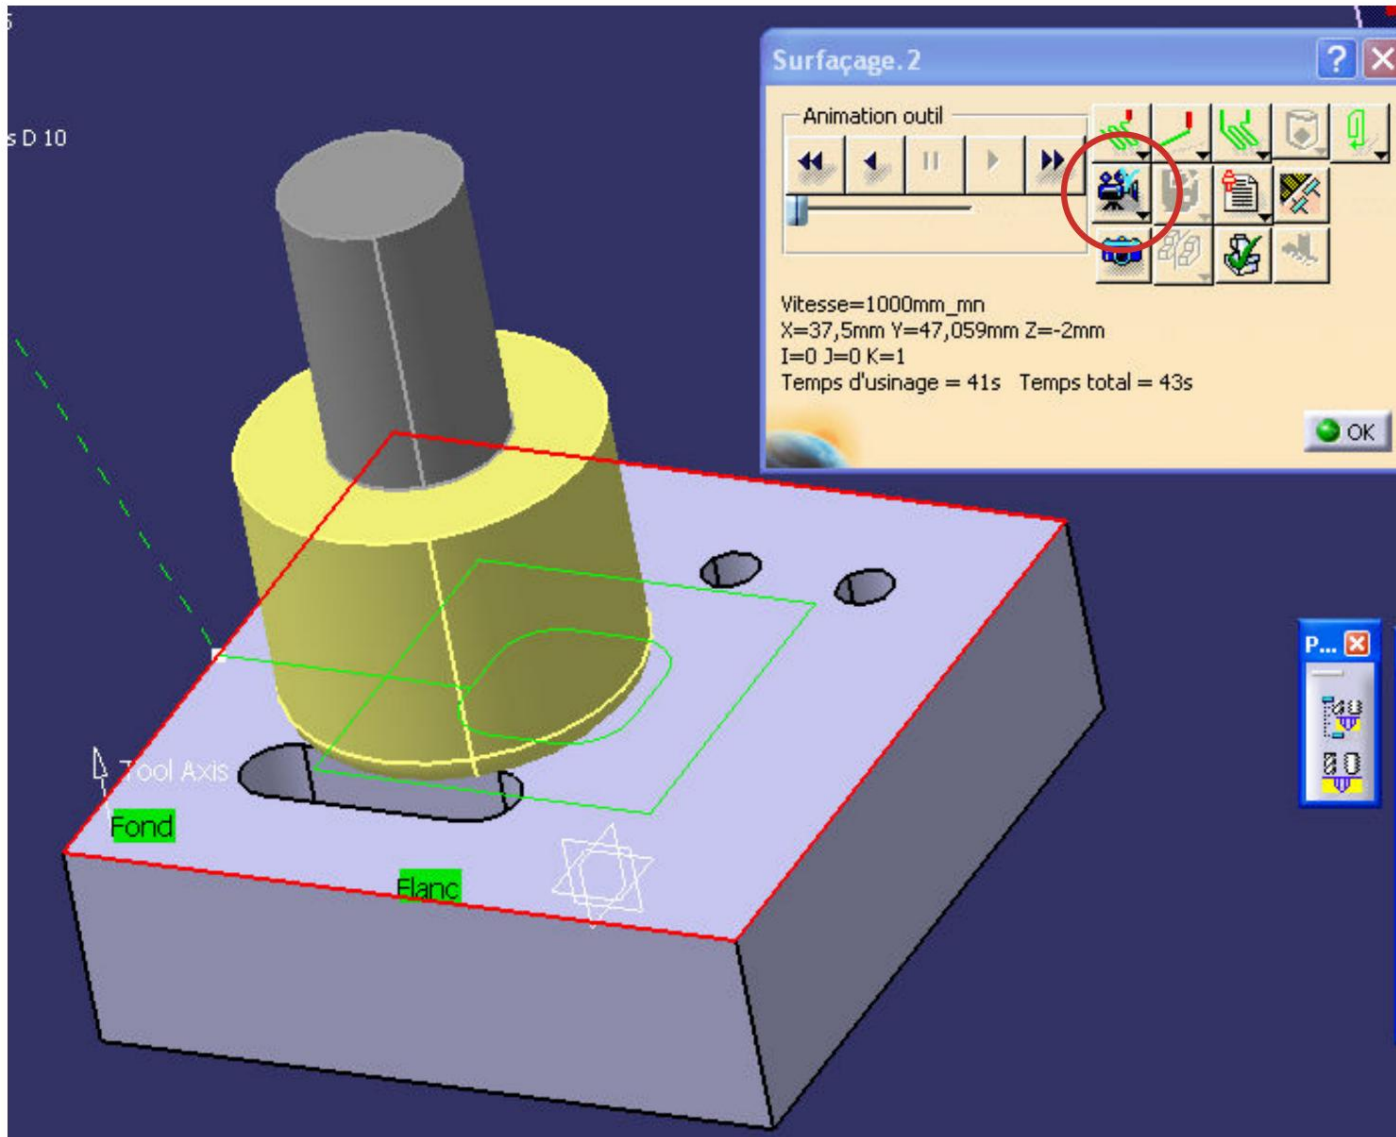 s D 10
Surfaçage.2
Animation outil
Vitesse=1000mm_mn
X=37,5mm Y=47,059mm Z=-2mm
I=0 J=0 K=1
Temps d'usinage = 41s Temps total = 43s
OK
P...
Tool Axis
Fond
Flanc